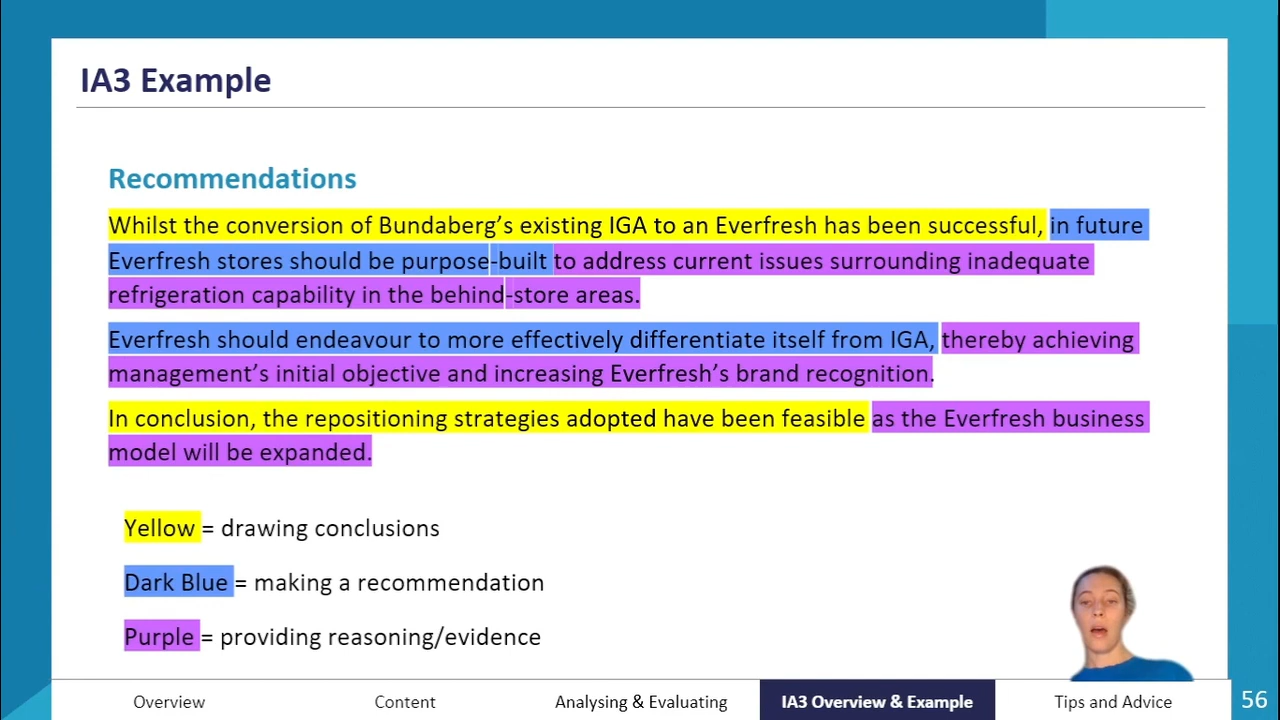 IA3 Example
Recommendations
Whilst the conversion of Bundaberg's existing IGA to an Everfresh has been successful, in future
Everfresh stores should be purpose-built to address current issues surrounding inadequate
refrigeration capability in the behind-store areas.
Everfresh should endeavour to more effectively differentiate itself from IGA, thereby achieving
management's initial objective and increasing Everfresh's brand recognition.
In conclusion, the repositioning strategies adopted have been feasible as the Everfresh business
model will be expanded.
Yellow = drawing conclusions
Dark Blue = making a recommendation
Purple = providing reasoning/evidence
Overview Content Analysing & Evaluating IA3 Overview & Example Tips and Advice 56